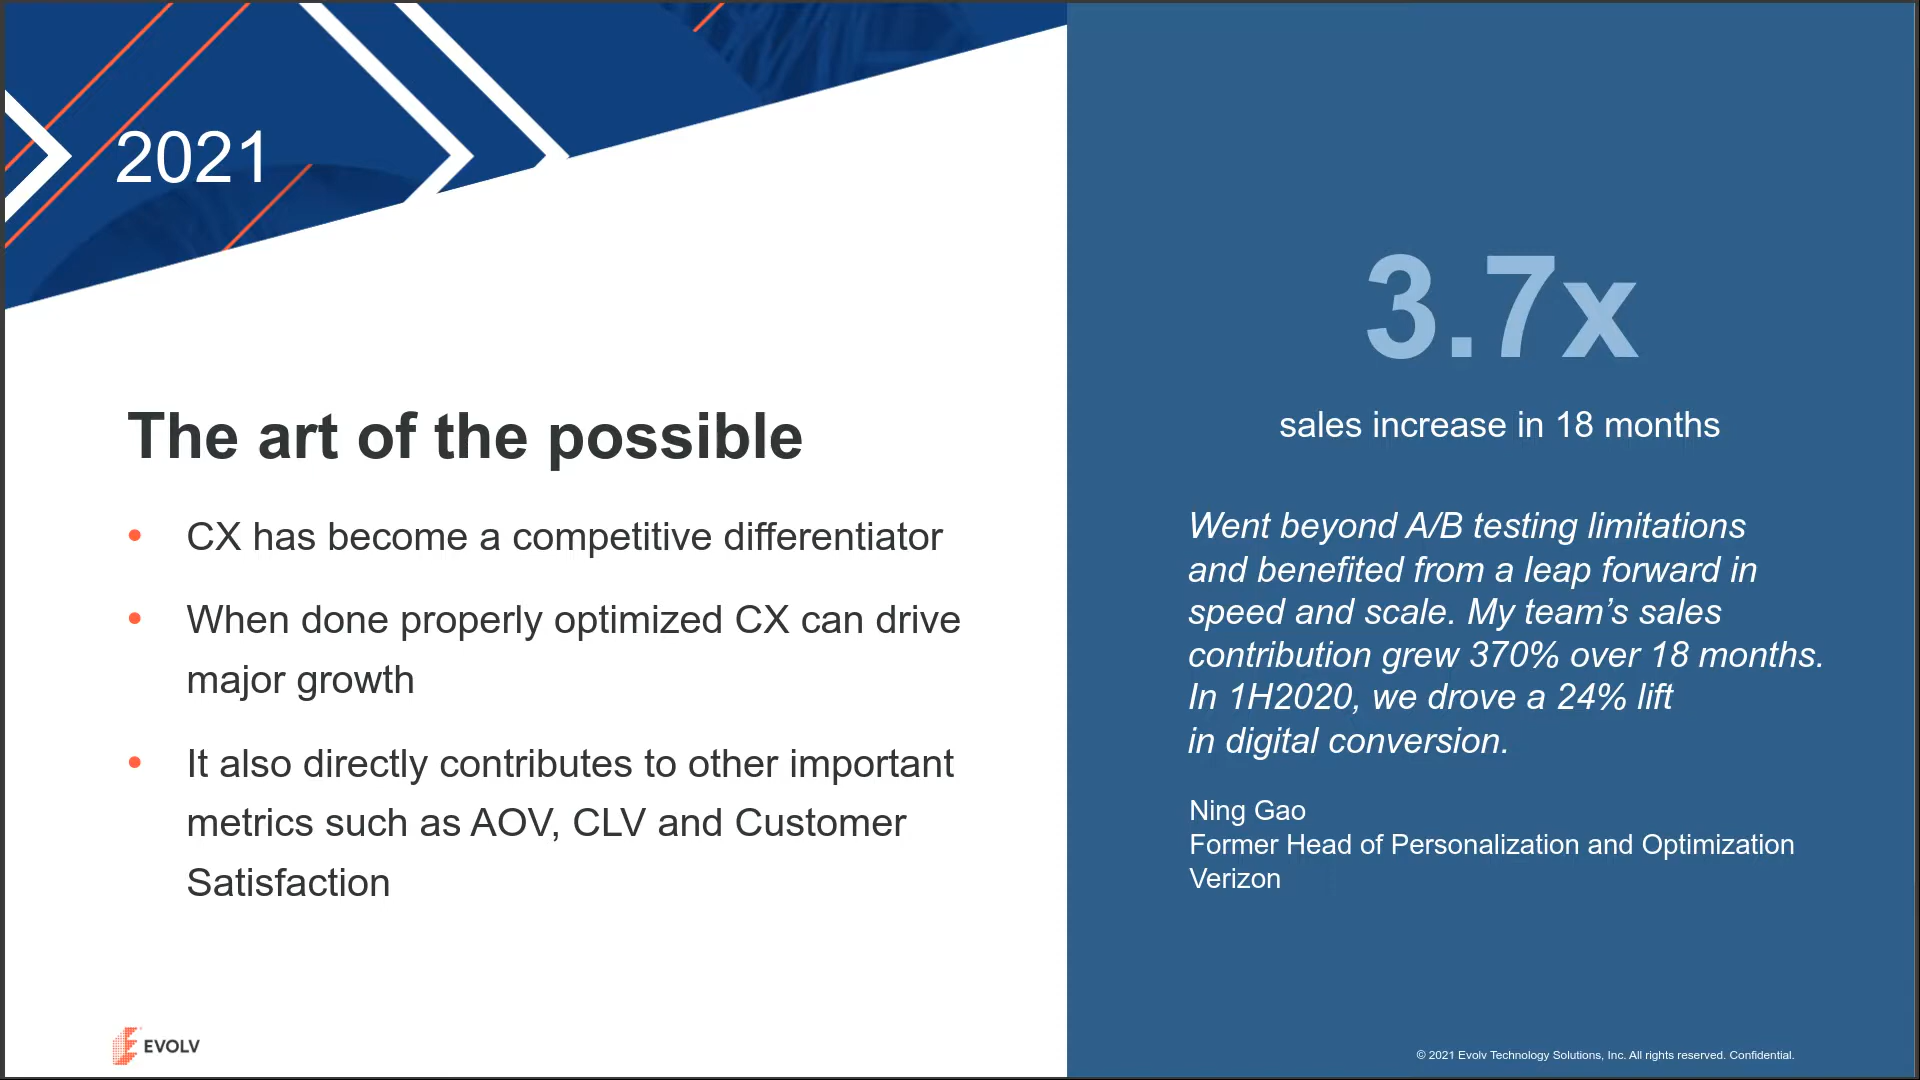 2021
The art of the possible
• CX has become a competitive differentiator
• When done properly optimized CX can drive
major growth
• It also directly contributes to other important
metrics such as AOV, CLV and Customer
Satisfaction
EVOLV
3.7x
sales increase in 18 months
Went beyond A/B testing limitations
and benefited from a leap forward in
speed and scale. My team’s sales
contribution grew 370% over 18 months.
In 1H2020, we drove a 24% lift
in digital conversion.
Ning Gao
Former Head of Personalization and Optimization
Verizon
© 2021 Evolv Technology Solutions, Inc. All rights reserved. Confidential.